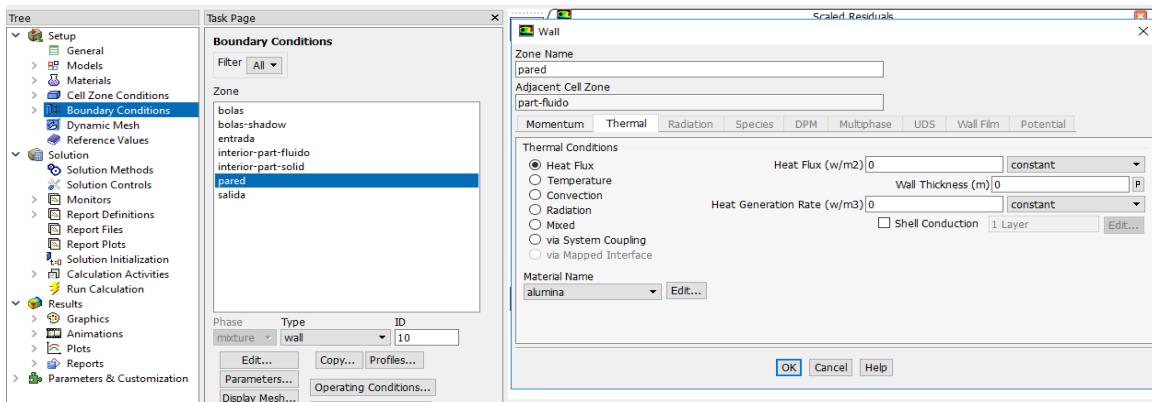 Tree
Setup
General
Models
Materials
Cell Zone Conditions
Boundary Conditions
Dynamic Mesh
Reference Values
Solution
Solution Methods
Solution Controls
Monitors
Report Definitions
Report Files
Report Plots
t=0 Solution Initialization
Calculation Activities
Run Calculation
Results
Graphics
Animations
Plots
Reports
Parameters & Customization
Task Page
Boundary Conditions
Filter All
Zone
bolas
bolas-shadow
entrada
interior-part-fluido
interior-part-solid
pared
salida
Phase Type ID
mixture wall 10
Edit... Copy... Profiles...
Parameters... Operating Conditions...
Display Mesh...
Scaled Residuals
Wall
Zone Name
pared
Adjacent Cell Zone
part-fluido
Momentum Thermal Radiation Species DPM Multiphase UDS Wall Film Potential
Thermal Conditions
Heat Flux
Temperature
Convection
Radiation
Mixed
via System Coupling
via Mapped Interface
Heat Flux (w/m2) 0 constant
Wall Thickness (m) 0 P
Heat Generation Rate (w/m3) 0 constant
Shell Conduction 1 Layer Edit...
Material Name
alumina Edit...
OK Cancel Help